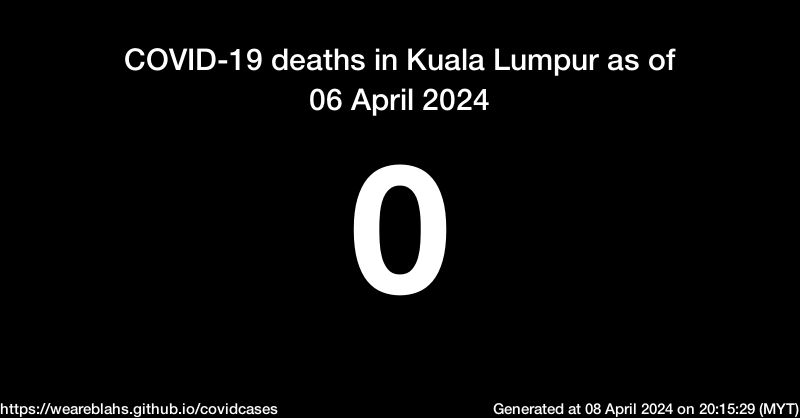 COVID-19 deaths in Kuala Lumpur as of
06 April 2024
0
https://weareblahs.github.io/covidcases
Generated at 08 April 2024 on 20:15:29 (MYT)